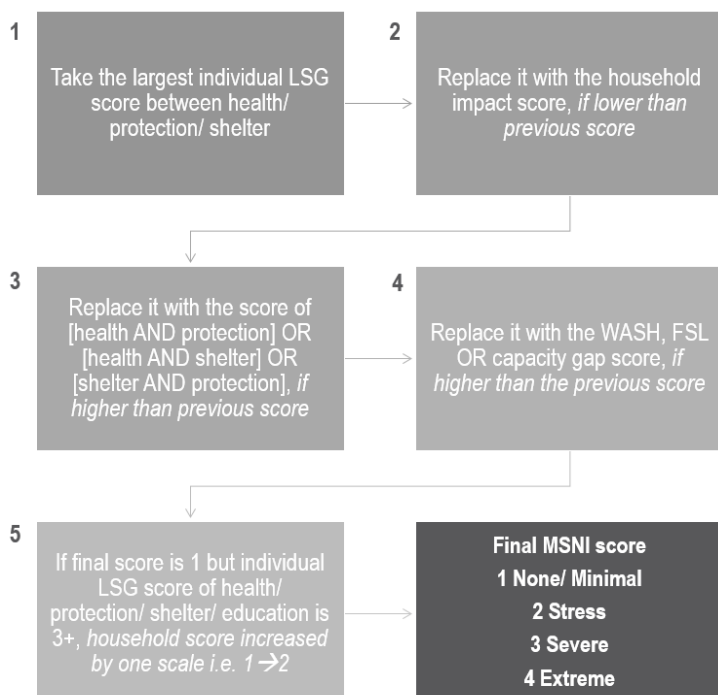 1
Take the largest individual LSG
score between health/
protection/ shelter
2
Replace it with the household
impact score, if lower than
previous score
3
Replace it with the score of
[health AND protection] OR
[health AND shelter] OR
[shelter AND protection], if
higher than previous score
4
Replace it with the WASH, FSL
OR capacity gap score, if
higher than the previous score
5
If final score is 1 but individual
LSG score of health/
protection/ shelter/ education is
3+, household score increased
by one scale i.e. 1→2
Final MSNI score
1 None/ Minimal
2 Stress
3 Severe
4 Extreme